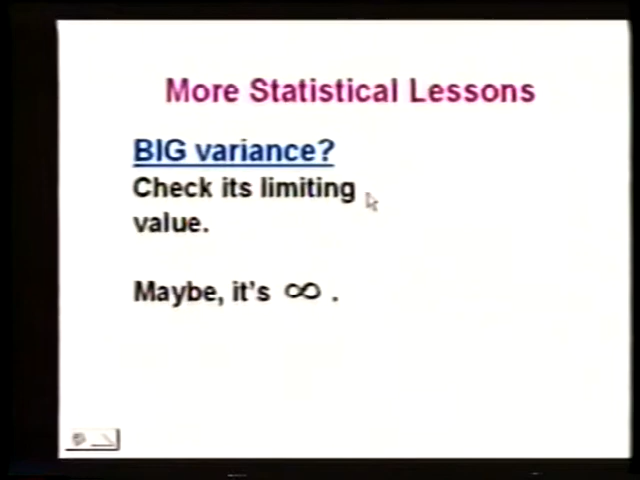 More Statistical Lessons
BIG variance?
Check its limiting
value.
Maybe, it's ∞ .